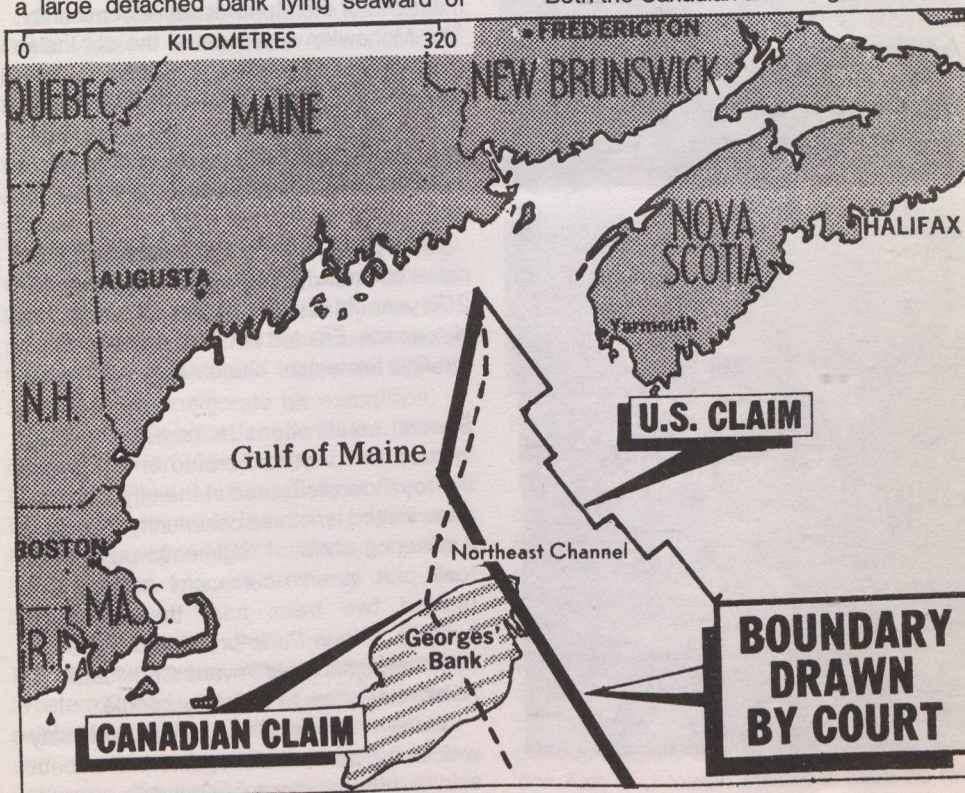 a large detached bank lying seaward of
Both the Canadian and
0 KILOMETRES 320
FREDERICTON
QUEBEC
MAINE
NEW BRUNSWICK
NOVA
SCOTIA
HALIFAX
AUGUSTA
Yarmouth
N.H.
U.S. CLAIM
Gulf of Maine
BOSTON
Northeast Channel
MASS.
R.I.
Georges
Bank
CANADIAN CLAIM
BOUNDARY
DRAWN
BY COURT